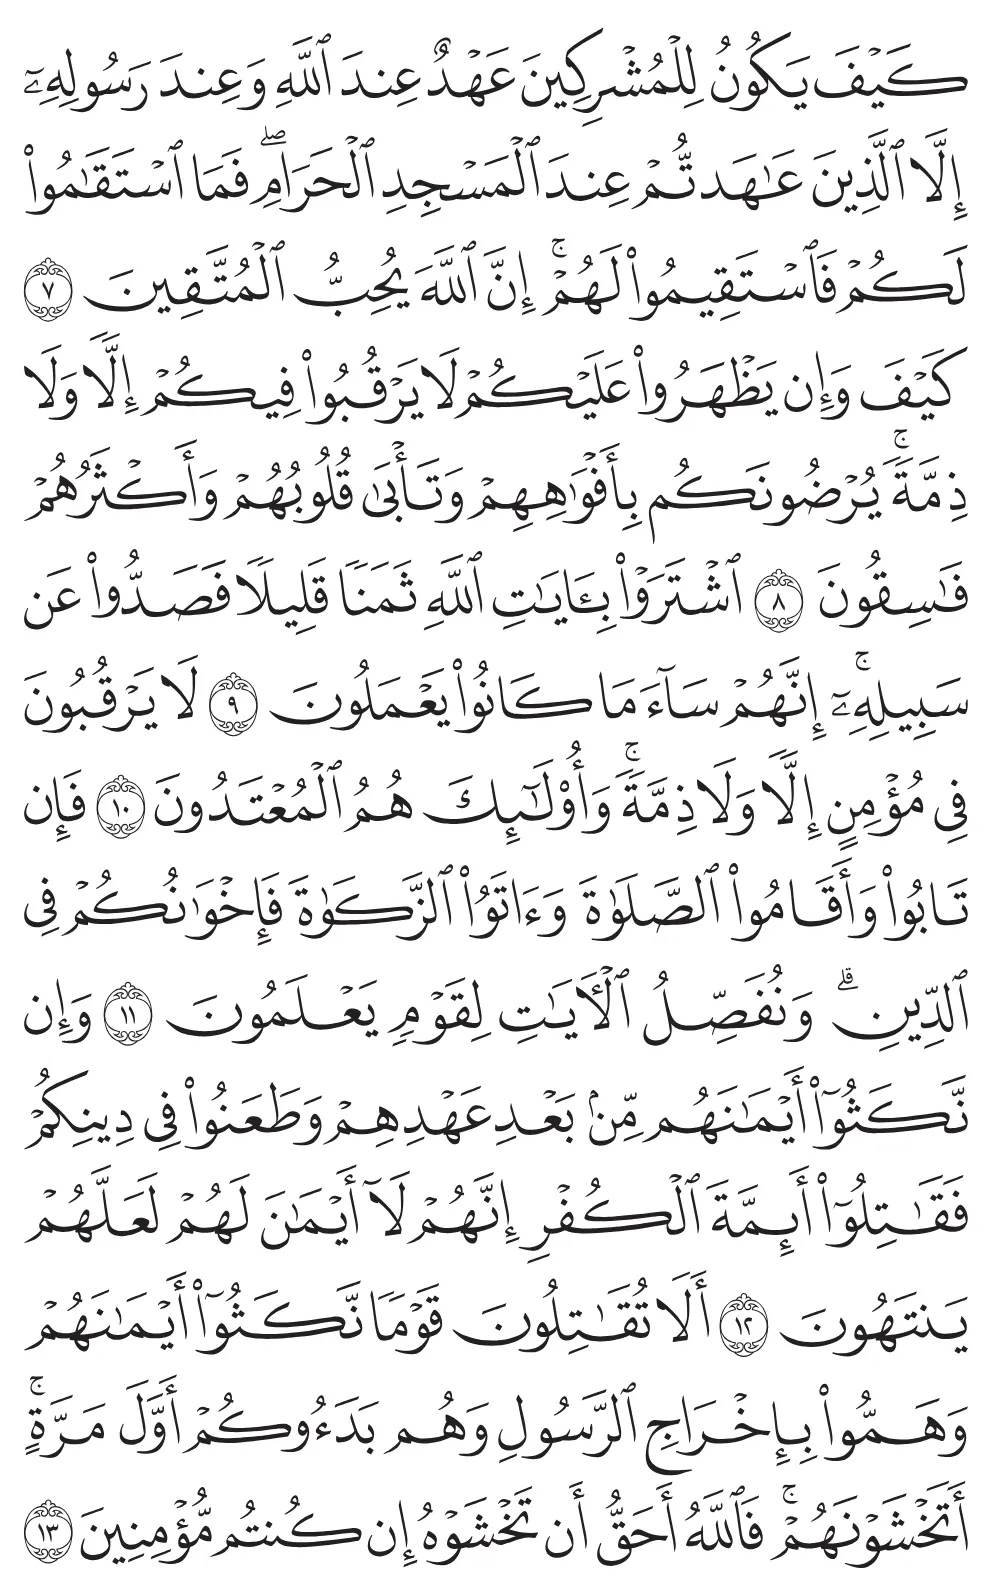 كَيۡفَ يَكُونُ لِلۡمُشۡرِكِينَ عَهۡدٌ عِندَ ٱللَّهِ وَعِندَ رَسُولِهِۦٓ
إِلَّا ٱلَّذِينَ عَٰهَدتُّمۡ عِندَ ٱلۡمَسۡجِدِ ٱلۡحَرَامِۖ فَمَا ٱسۡتَقَٰمُواْ
لَكُمۡ فَٱسۡتَقِيمُواْ لَهُمۡۚ إِنَّ ٱللَّهَ يُحِبُّ ٱلۡمُتَّقِينَ ٧
كَيۡفَ وَإِن يَظۡهَرُواْ عَلَيۡكُمۡ لَا يَرۡقُبُواْ فِيكُمۡ إِلّٗا وَلَا
ذِمَّةٗۚ يُرۡضُونَكُم بِأَفۡوَٰهِهِمۡ وَتَأۡبَىٰ قُلُوبُهُمۡ وَأَكۡثَرُهُمۡ
فَٰسِقُونَ ٨ ٱشۡتَرَوۡاْ بِـَٔايَٰتِ ٱللَّهِ ثَمَنٗا قَلِيلٗا فَصَدُّواْ عَن
سَبِيلِهِۦٓۚ إِنَّهُمۡ سَآءَ مَا كَانُواْ يَعۡمَلُونَ ٩ لَا يَرۡقُبُونَ
فِي مُؤۡمِنٍ إِلّٗا وَلَا ذِمَّةٗۚ وَأُوْلَٰٓئِكَ هُمُ ٱلۡمُعۡتَدُونَ ١٠ فَإِن
تَابُواْ وَأَقَامُواْ ٱلصَّلَوٰةَ وَءَاتَوُاْ ٱلزَّكَوٰةَ فَإِخۡوَٰنُكُمۡ فِي
ٱلدِّينِۗ وَنُفَصِّلُ ٱلۡأٓيَٰتِ لِقَوۡمٖ يَعۡلَمُونَ ١١ وَإِن
نَّكَثُوٓاْ أَيۡمَٰنَهُم مِّنۢ بَعۡدِ عَهۡدِهِمۡ وَطَعَنُواْ فِي دِينِكُمۡ
فَقَٰتِلُوٓاْ أَئِمَّةَ ٱلۡكُفۡرِ إِنَّهُمۡ لَآ أَيۡمَٰنَ لَهُمۡ لَعَلَّهُمۡ
يَنتَهُونَ ١٢ أَلَا تُقَٰتِلُونَ قَوۡمٗا نَّكَثُوٓاْ أَيۡمَٰنَهُمۡ
وَهَمُّواْ بِإِخۡرَاجِ ٱلرَّسُولِ وَهُم بَدَءُوكُمۡ أَوَّلَ مَرَّةٍۚ
أَتَخۡشَوۡنَهُمۡۚ فَٱللَّهُ أَحَقُّ أَن تَخۡشَوۡهُ إِن كُنتُم مُّؤۡمِنِينَ ١٣